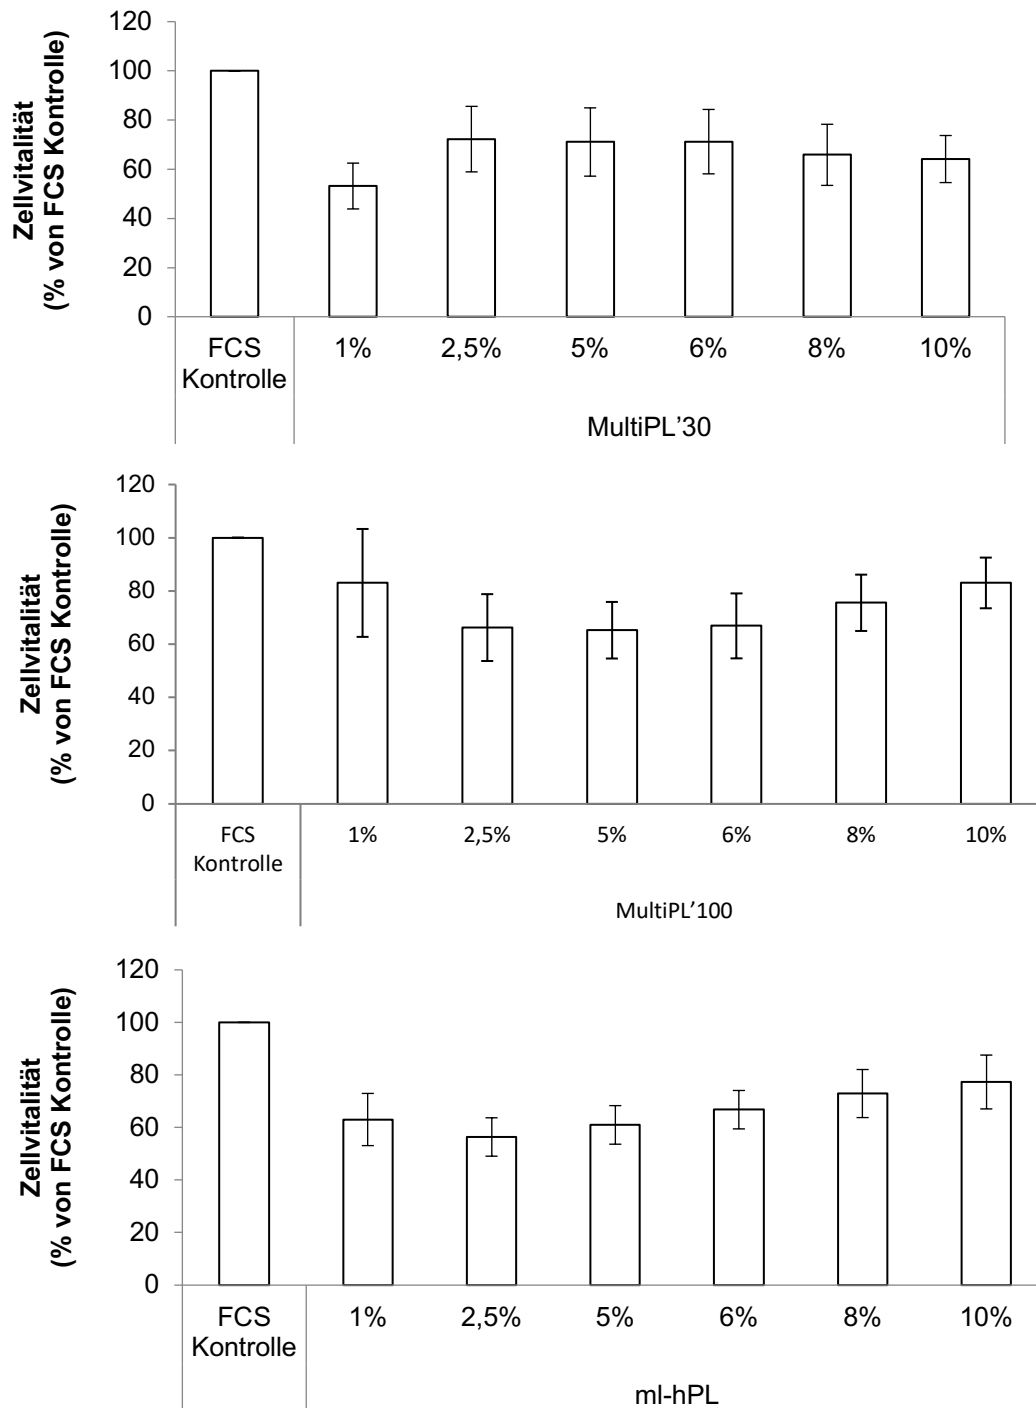 Zellvitalität
(% von FCS Kontrolle)
120
100
80
60
40
20
0
FCS
Kontrolle
1%
2,5%
5%
6%
8%
10%
MultiPL’30
Zellvitalität
(% von FCS Kontrolle)
120
100
80
60
40
20
0
FCS
Kontrolle
1%
2,5%
5%
6%
8%
10%
MultiPL’100
Zellvitalität
(% von FCS Kontrolle)
120
100
80
60
40
20
0
FCS
Kontrolle
1%
2,5%
5%
6%
8%
10%
ml-hPL